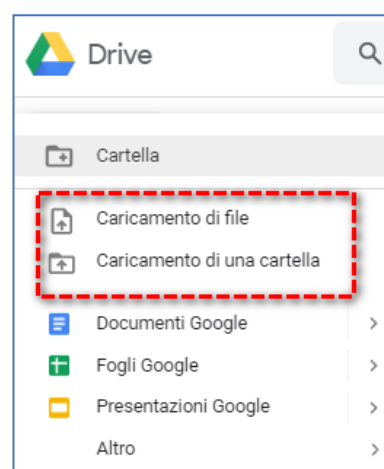 Drive
Cartella
Caricamento di file
Caricamento di una cartella
Documenti Google
Fogli Google
Presentazioni Google
Altro